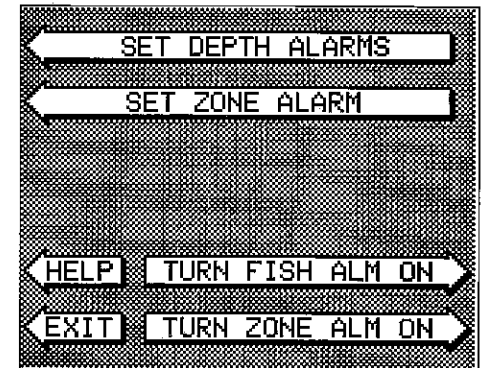 SET DEPTH ALARMS
SET ZONE ALARM
HELP TURN FISH ALM ON
EXIT TURN ZONE ALM ON